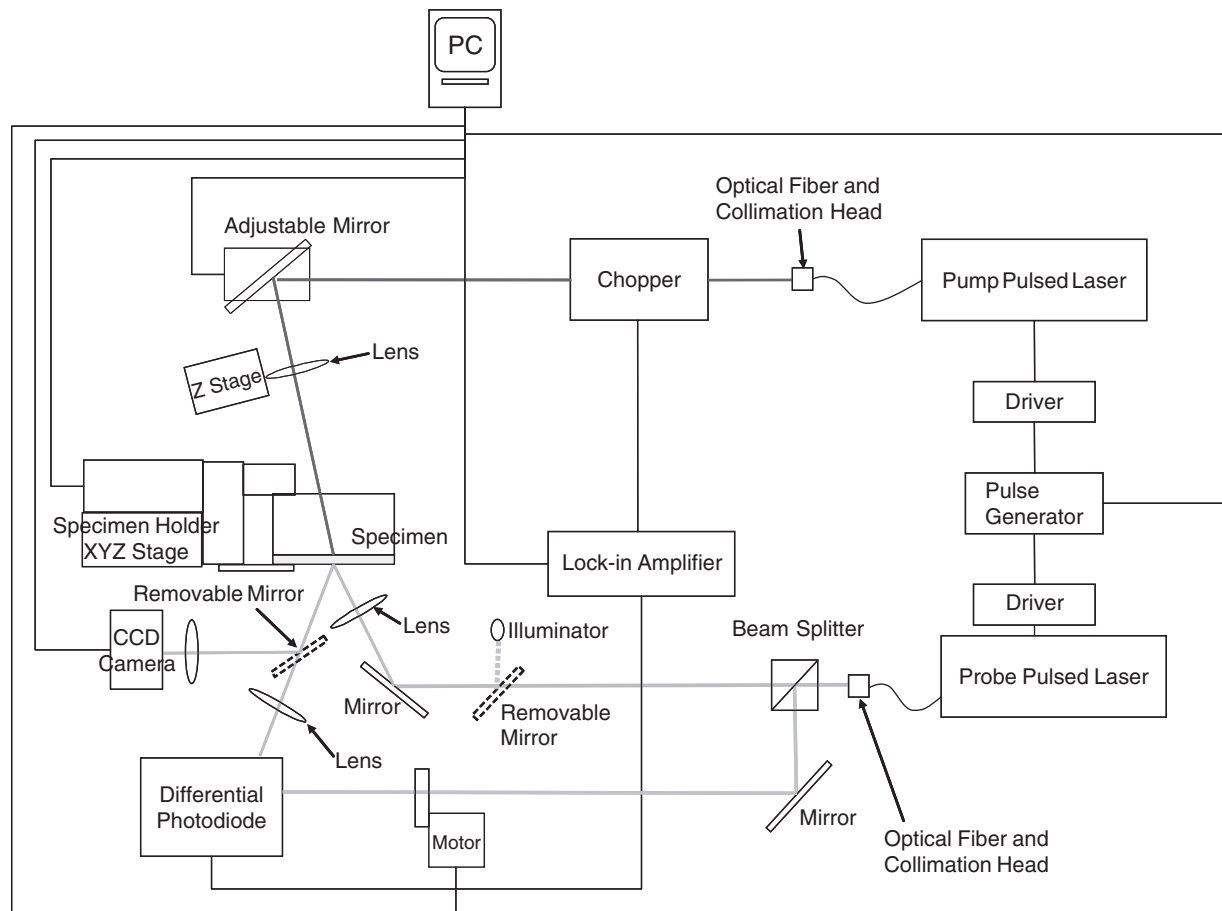 PC
Optical Fiber and
Collimation Head
Adjustable Mirror
Chopper
Pump Pulsed Laser
Lens
Z Stage
Driver
Pulse
Generator
Specimen Holder
XYZ Stage
Specimen
Lock-in Amplifier
Removable Mirror
Driver
CCD
Camera
Lens
Illuminator
Beam Splitter
Probe Pulsed Laser
Mirror
Removable
Mirror
Lens
Differential
Photodiode
Motor
Mirror
Optical Fiber and
Collimation Head